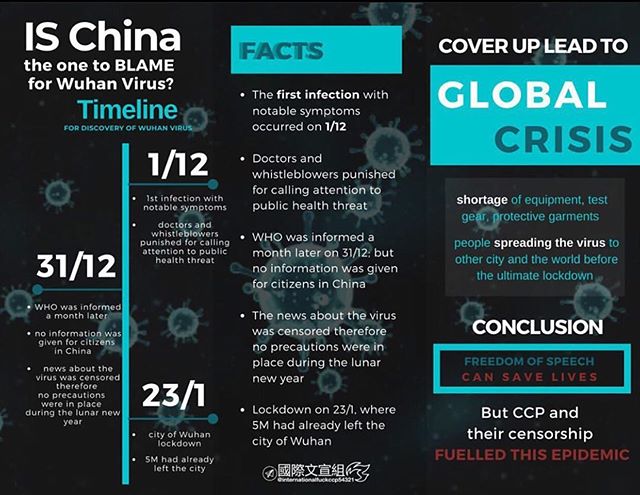 IS China
the one to BLAME
for Wuhan Virus?
Timeline
FOR DISCOVERY OF WUHAN VIRUS
1/12
• 1st infection with
notable symptoms
• doctors and
whistleblowers
punished for calling
attention to public
health threat
31/12
• WHO was informed
a month later
• no information was
given for citizens
in China
• news about the
virus was censored
therefore
no precautions
were in place
during the lunar new
year
23/1
• city of Wuhan
lockdown
• 5M had already
left the city
FACTS
• The first infection with
notable symptoms
occurred on 1/12
• Doctors and
whistleblowers punished
for calling attention to
public health threat
• WHO was informed a
month later on 31/12, but
no information was given
for citizens in China
• The news about the virus
was censored therefore
no precautions were in
place during the lunar
new year
• Lockdown on 23/1, where
5M had already left the
city of Wuhan
國際文宣組
@internationalfuckccp54321
COVER UP LEAD TO
GLOBAL
CRISIS
shortage of equipment, test
gear, protective garments
people spreading the virus to
other city and the world before
the ultimate lockdown
CONCLUSION
FREEDOM OF SPEECH
CAN SAVE LIVES
But CCP and
their censorship
FUELLED THIS EPIDEMIC